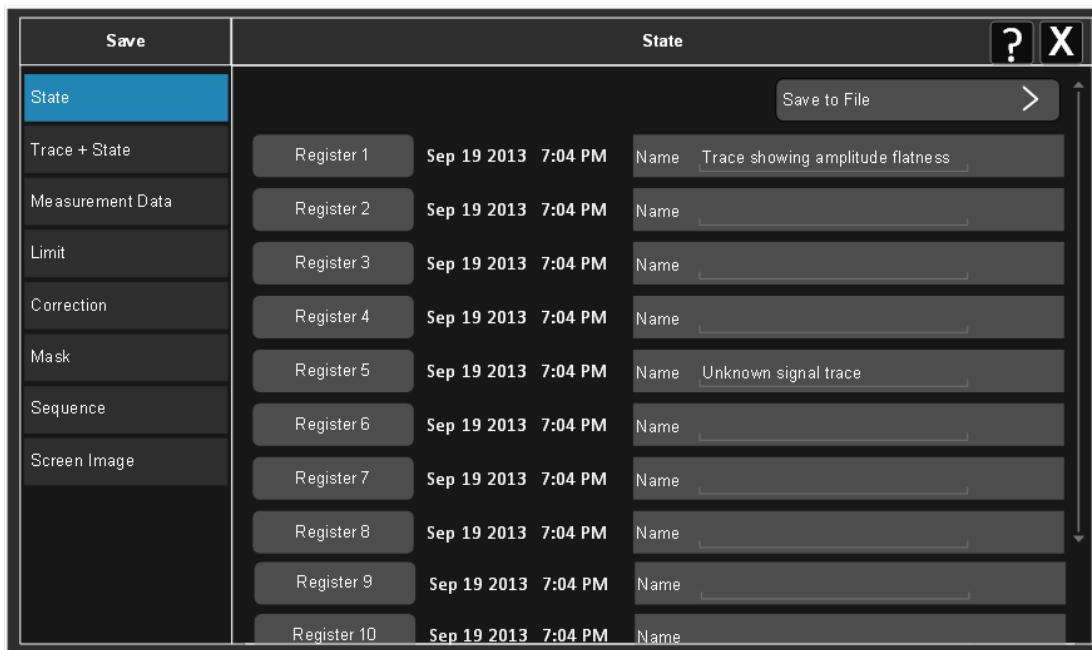 Save
State
? X
State
Trace + State
Measurement Data
Limit
Correction
Mask
Sequence
Screen Image
Save to File >
Register 1 Sep 19 2013 7:04 PM Name Trace showing amplitude flatness
Register 2 Sep 19 2013 7:04 PM Name
Register 3 Sep 19 2013 7:04 PM Name
Register 4 Sep 19 2013 7:04 PM Name
Register 5 Sep 19 2013 7:04 PM Name Unknown signal trace
Register 6 Sep 19 2013 7:04 PM Name
Register 7 Sep 19 2013 7:04 PM Name
Register 8 Sep 19 2013 7:04 PM Name
Register 9 Sep 19 2013 7:04 PM Name
Register 10 Sep 19 2013 7:04 PM Name